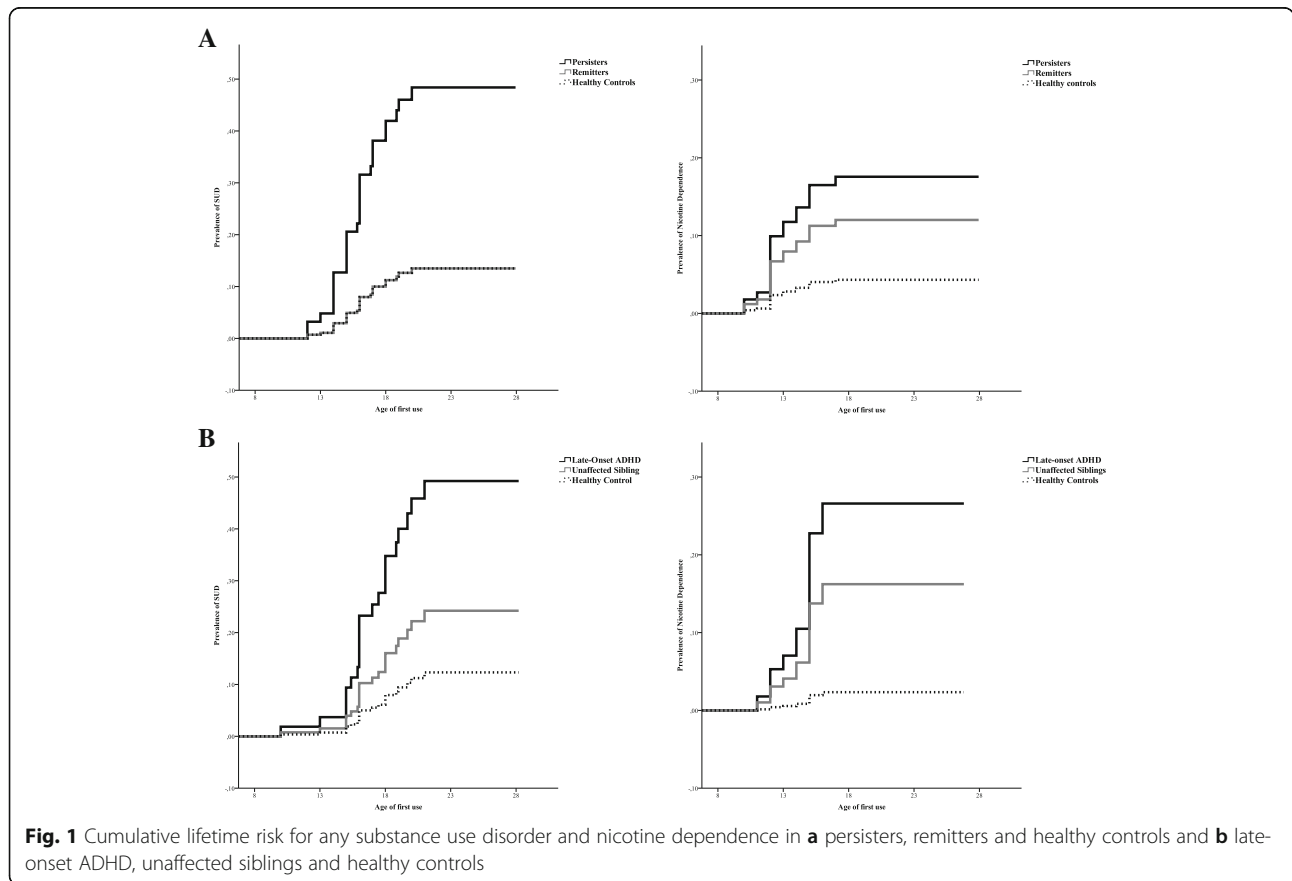 A
Persisters
Remitters
Healthy Controls
Prevalence of SUD
,50
,40
,30
,20
,10
,00
-,10
8 13 18 23 28
Age of first use
Persisters
Remitters
Healthy controls
Prevalence of Nicotine Dependence
,30
,20
,10
,00
-,10
8 13 18 23 28
Age of first use
B
Late-Onset ADHD
Unaffected Sibling
Healthy Control
Prevalence of SUD
,50
,40
,30
,20
,10
,00
-,10
8 13 18 23 28
Age of first use
Late-onset ADHD
Unaffected Siblings
Healthy Controls
Prevalence of Nicotine Dependence
,30
,20
,10
,00
-,10
8 13 18 23 28
Age of first use
Fig. 1 Cumulative lifetime risk for any substance use disorder and nicotine dependence in a persisters, remitters and healthy controls and b late-
onset ADHD, unaffected siblings and healthy controls